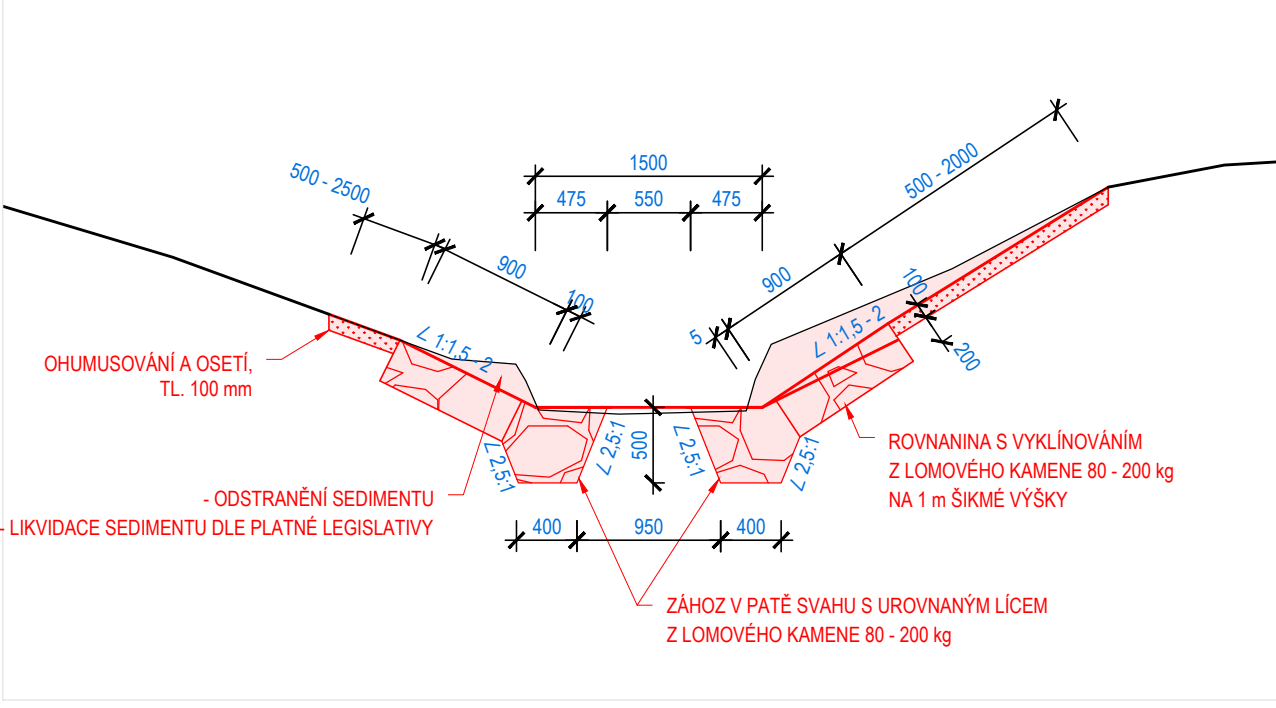 500 - 2500
1500
500 - 2000
475
550
475
900
900
100
100
5
200
∠ 1:1,5 - 2
∠ 1:1,5 - 2
OHUMUSOVÁNÍ A OSETÍ,
TL. 100 mm
∠ 2,5:1
∠ 2,5:1
500
∠ 2,5:1
∠ 2,5:1
ROVNANINA S VYKLÍNOVÁNÍM
Z LOMOVÉHO KAMENE 80 - 200 kg
NA 1 m ŠIKMÉ VÝŠKY
- ODSTRANĚNÍ SEDIMENTU
- LIKVIDACE SEDIMENTU DLE PLATNÉ LEGISLATIVY
400
950
400
ZÁHOZ V PATĚ SVAHU S UROVNANÝM LÍCEM
Z LOMOVÉHO KAMENE 80 - 200 kg